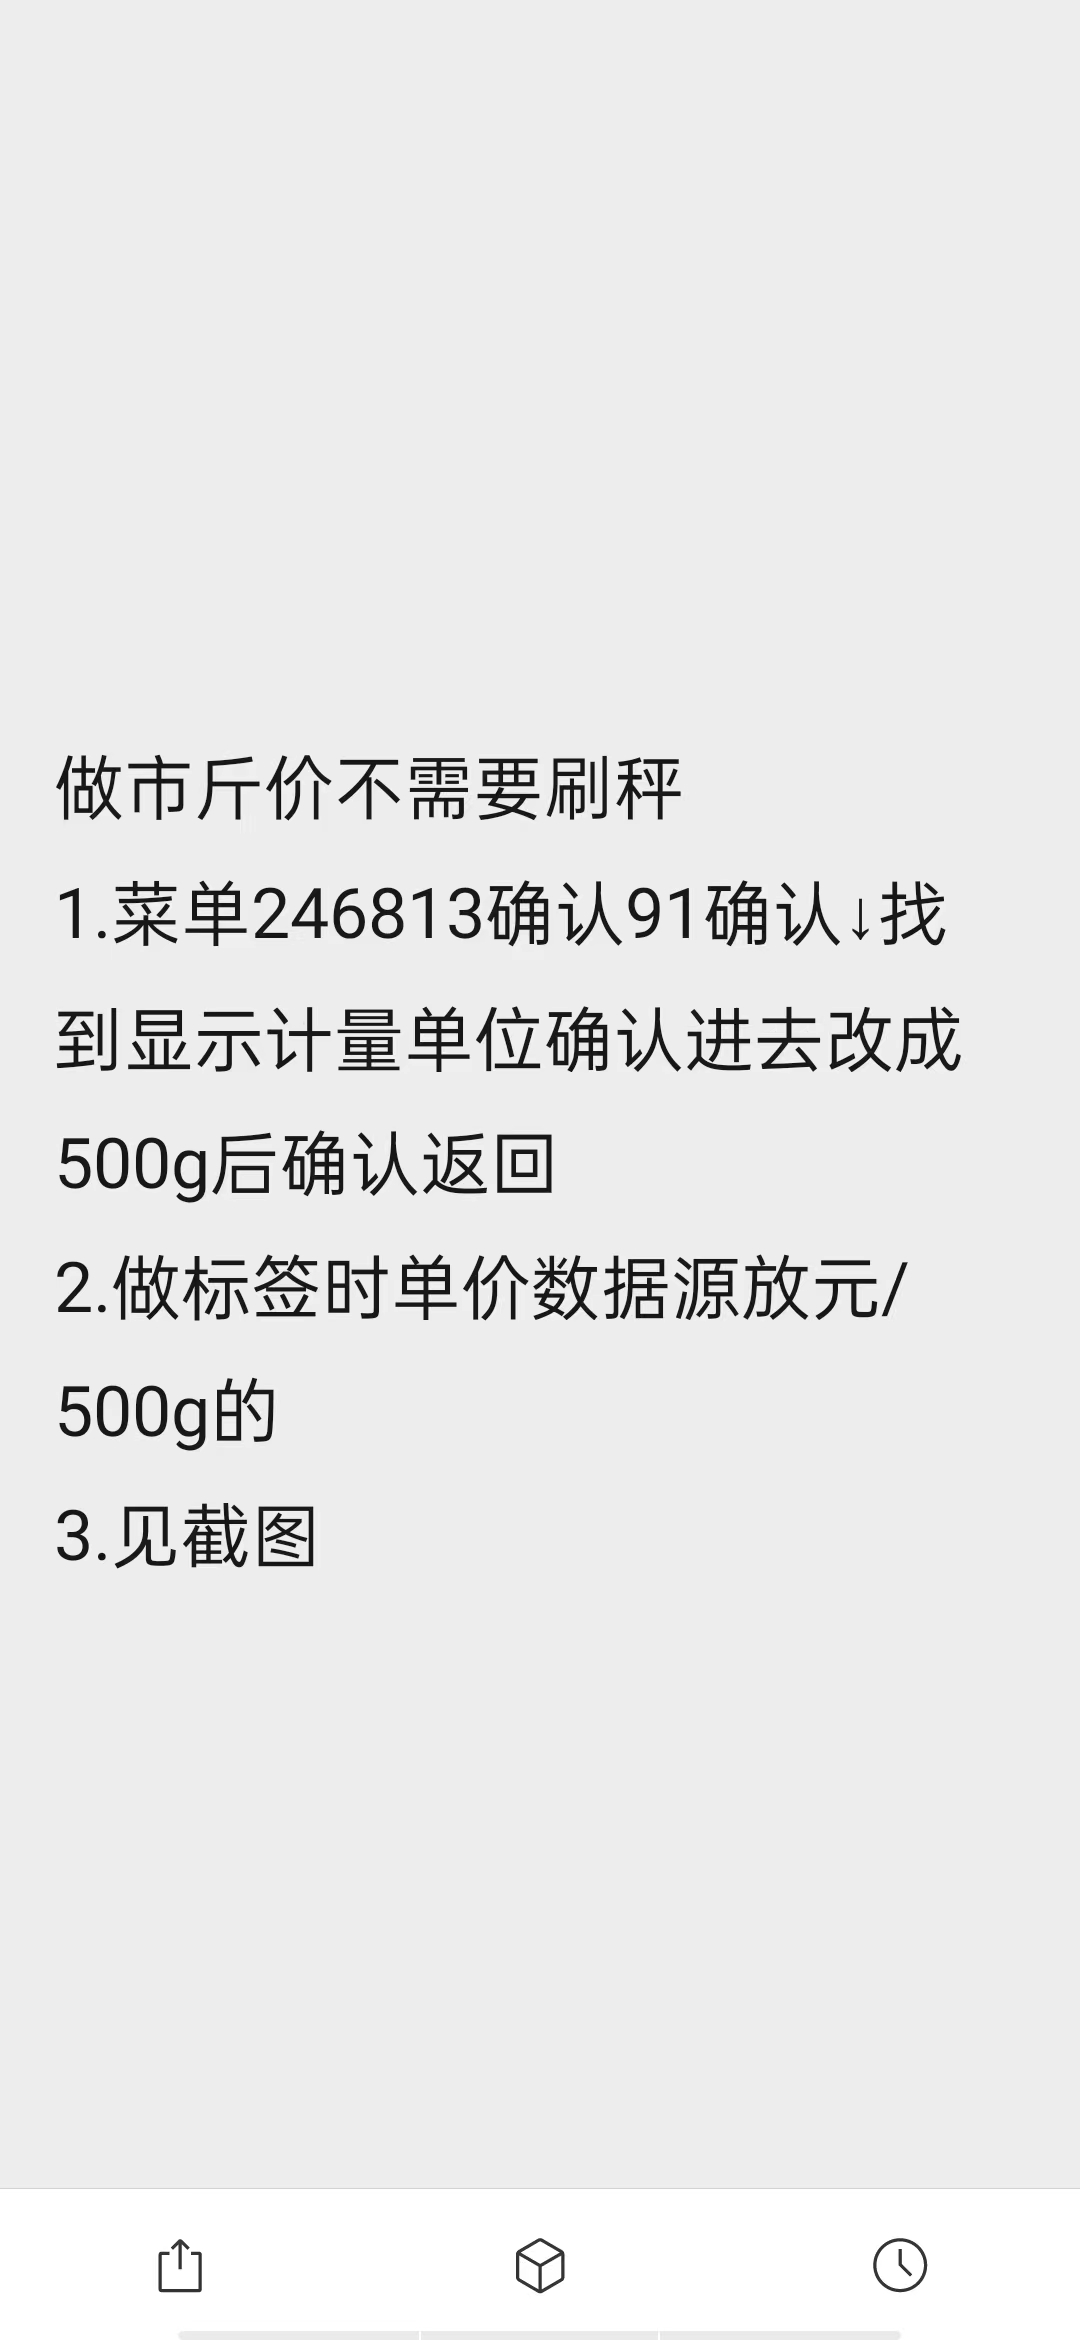 做市斤价不需要刷秤
1.菜单246813确认91确认↓找
到显示计量单位确认进去改成
500g后确认返回
2.做标签时单价数据源放元/
500g的
3.见截图